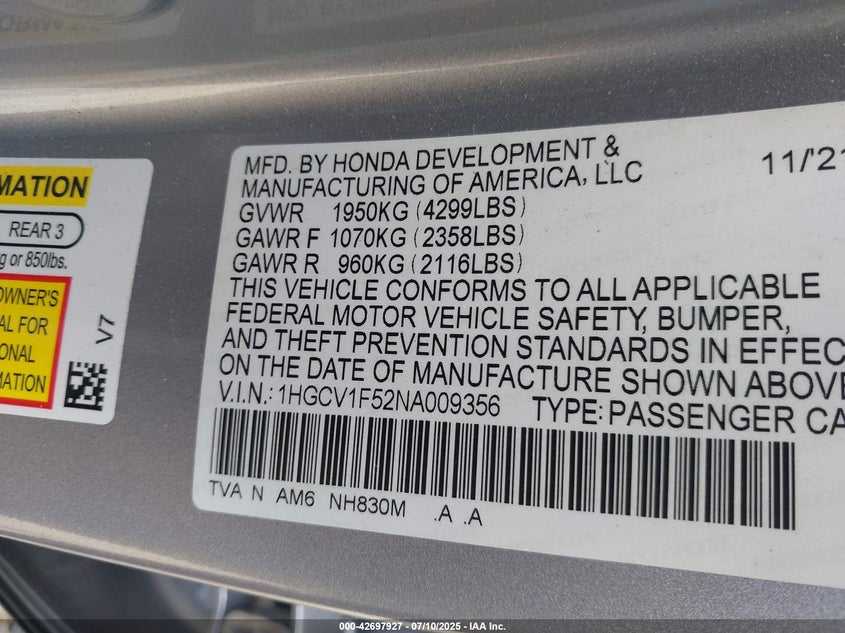 MATION
REAR 3
g or 850lbs.
OWNER'S
AL FOR
ONAL
MATION
V7
MFD. BY HONDA DEVELOPMENT &
MANUFACTURING OF AMERICA, LLC
11/'21
GVWR 1950KG (4299LBS)
GAWR F 1070KG (2358LBS)
GAWR R 960KG (2116LBS)
THIS VEHICLE CONFORMS TO ALL APPLICABLE
FEDERAL MOTOR VEHICLE SAFETY, BUMPER,
AND THEFT PREVENTION STANDARDS IN EFFEC
ON THE DATE OF MANUFACTURE SHOWN ABOVE
V.I.N.: 1HGCV1F52NA009356 TYPE: PASSENGER CA
TVA N AM6 NH830M .A .A
000-42697927 - 07/10/2025 - IAA Inc.